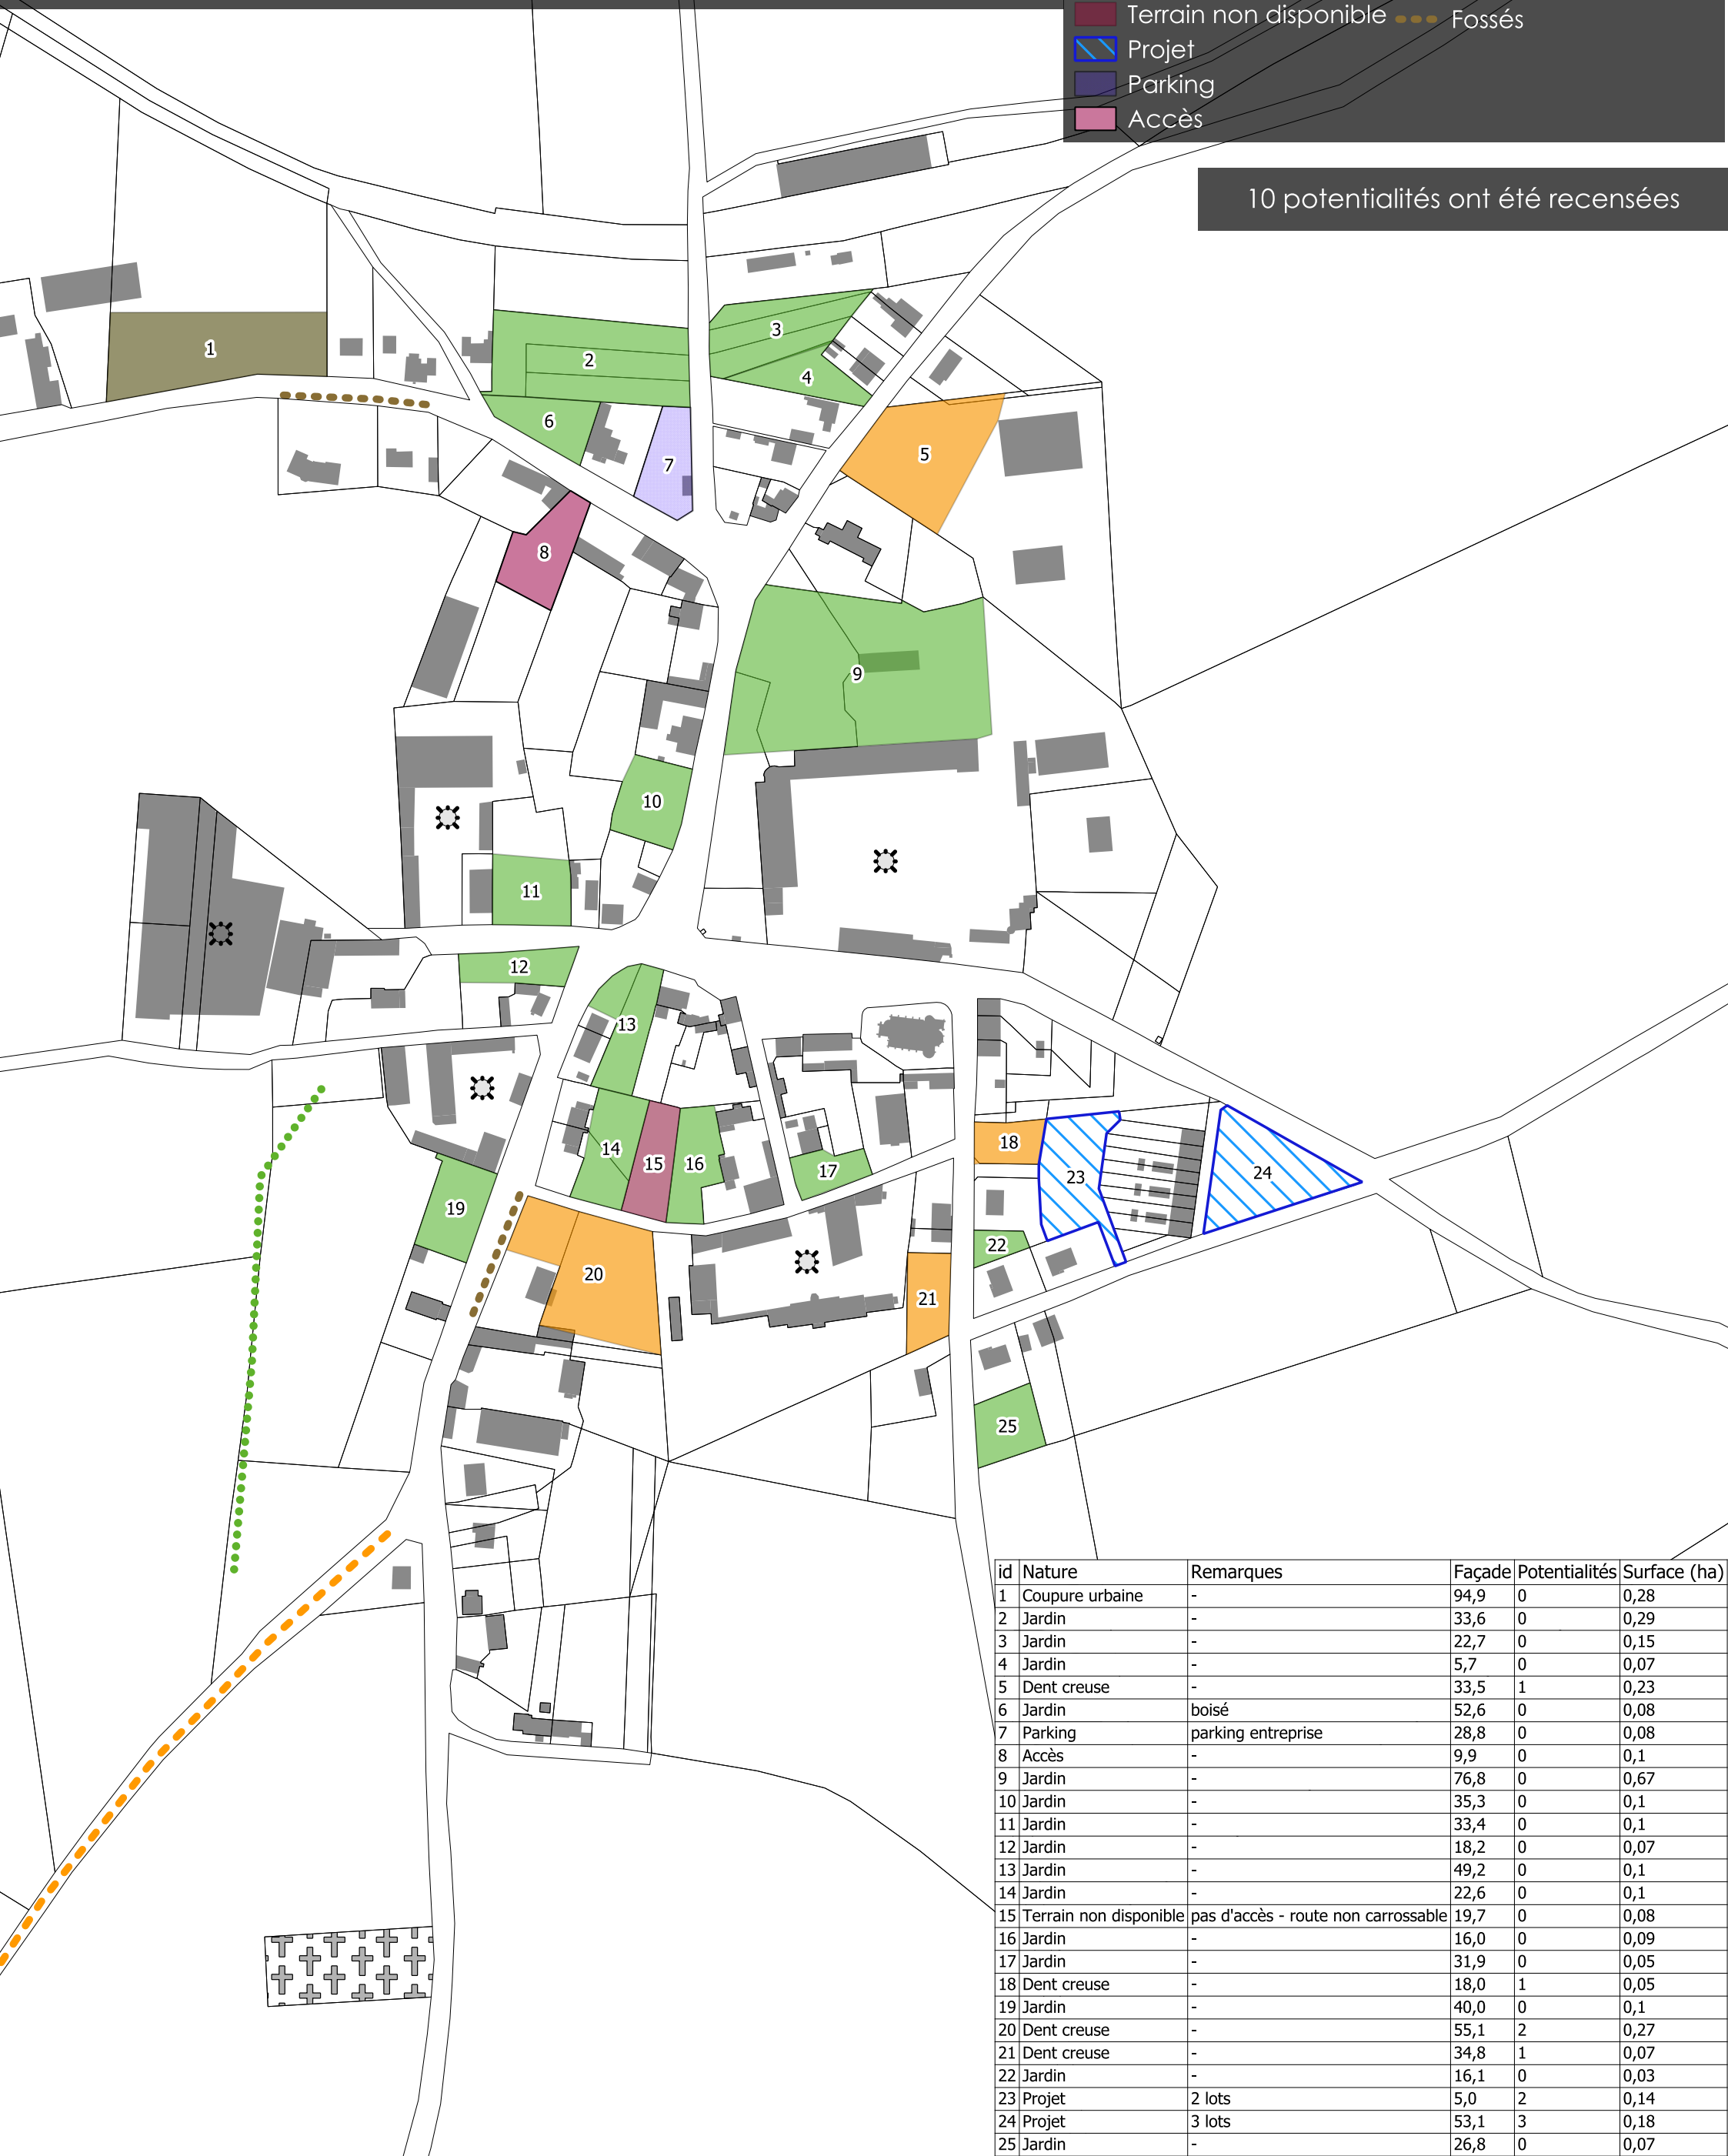 Terrain non disponible Fossés
Projet
Parking
Accès
10 potentialités ont été recensées
1
2
3
4
5
6
7
8
9
10
11
12
13
14
15
16
17
18
19
20
21
22
23
24
25
id Nature Remarques Façade Potentialités Surface (ha)
1 Coupure urbaine - 94,9 0 0,28
2 Jardin - 33,6 0 0,29
3 Jardin - 22,7 0 0,15
4 Jardin - 5,7 0 0,07
5 Dent creuse - 33,5 1 0,23
6 Jardin boisé 52,6 0 0,08
7 Parking parking entreprise 28,8 0 0,08
8 Accès - 9,9 0 0,1
9 Jardin - 76,8 0 0,67
10 Jardin - 35,3 0 0,1
11 Jardin - 33,4 0 0,1
12 Jardin - 18,2 0 0,07
13 Jardin - 49,2 0 0,1
14 Jardin - 22,6 0 0,1
15 Terrain non disponible pas d'accès - route non carrossable 19,7 0 0,08
16 Jardin - 16,0 0 0,09
17 Jardin - 31,9 0 0,05
18 Dent creuse - 18,0 1 0,05
19 Jardin - 40,0 0 0,1
20 Dent creuse - 55,1 2 0,27
21 Dent creuse - 34,8 1 0,07
22 Jardin - 16,1 0 0,03
23 Projet 2 lots 5,0 2 0,14
24 Projet 3 lots 53,1 3 0,18
25 Jardin - 26,8 0 0,07